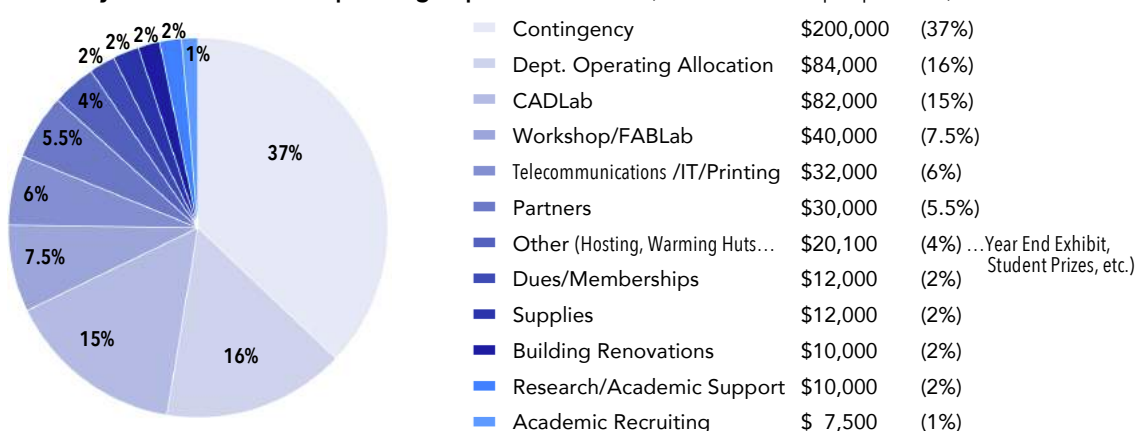 2% 2% 2% 2% 1%
4%
5.5%
6%
7.5%
15%
16%
37%
Contingency $200,000 (37%)
Dept. Operating Allocation $84,000 (16%)
CADLab $82,000 (15%)
Workshop/FABLab $40,000 (7.5%)
Telecommunications /IT/Printing $32,000 (6%)
Partners $30,000 (5.5%)
Other (Hosting, Warming Huts… $20,100 (4%) …Year End Exhibit,
Student Prizes, etc.)
Dues/Memberships $12,000 (2%)
Supplies $12,000 (2%)
Building Renovations $10,000 (2%)
Research/Academic Support $10,000 (2%)
Academic Recruiting $ 7,500 (1%)